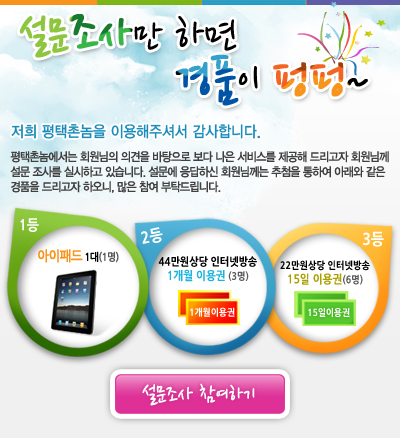 설문조사만 하면
경품이 펑펑~
저희 평택촌놈을 이용해주셔서 감사합니다.
평택촌놈에서는 회원님의 의견을 바탕으로 보다 나은 서비스를 제공해 드리고자 회원님께
설문 조사를 실시하고 있습니다. 설문에 응답하신 회원님께는 추첨을 통하여 아래와 같은
경품을 드리고자 하오니, 많은 참여 부탁드립니다.
1등
아이패드 1대(1명)
2등
44만원상당 인터넷방송
1개월 이용권 (3명)
1개월이용권
3등
22만원상당 인터넷방송
15일 이용권(6명)
15일이용권
설문조사 참여하기